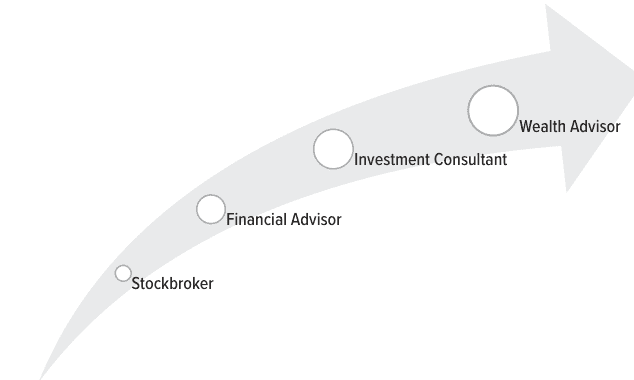 Wealth Advisor
Investment Consultant
Financial Advisor
Stockbroker